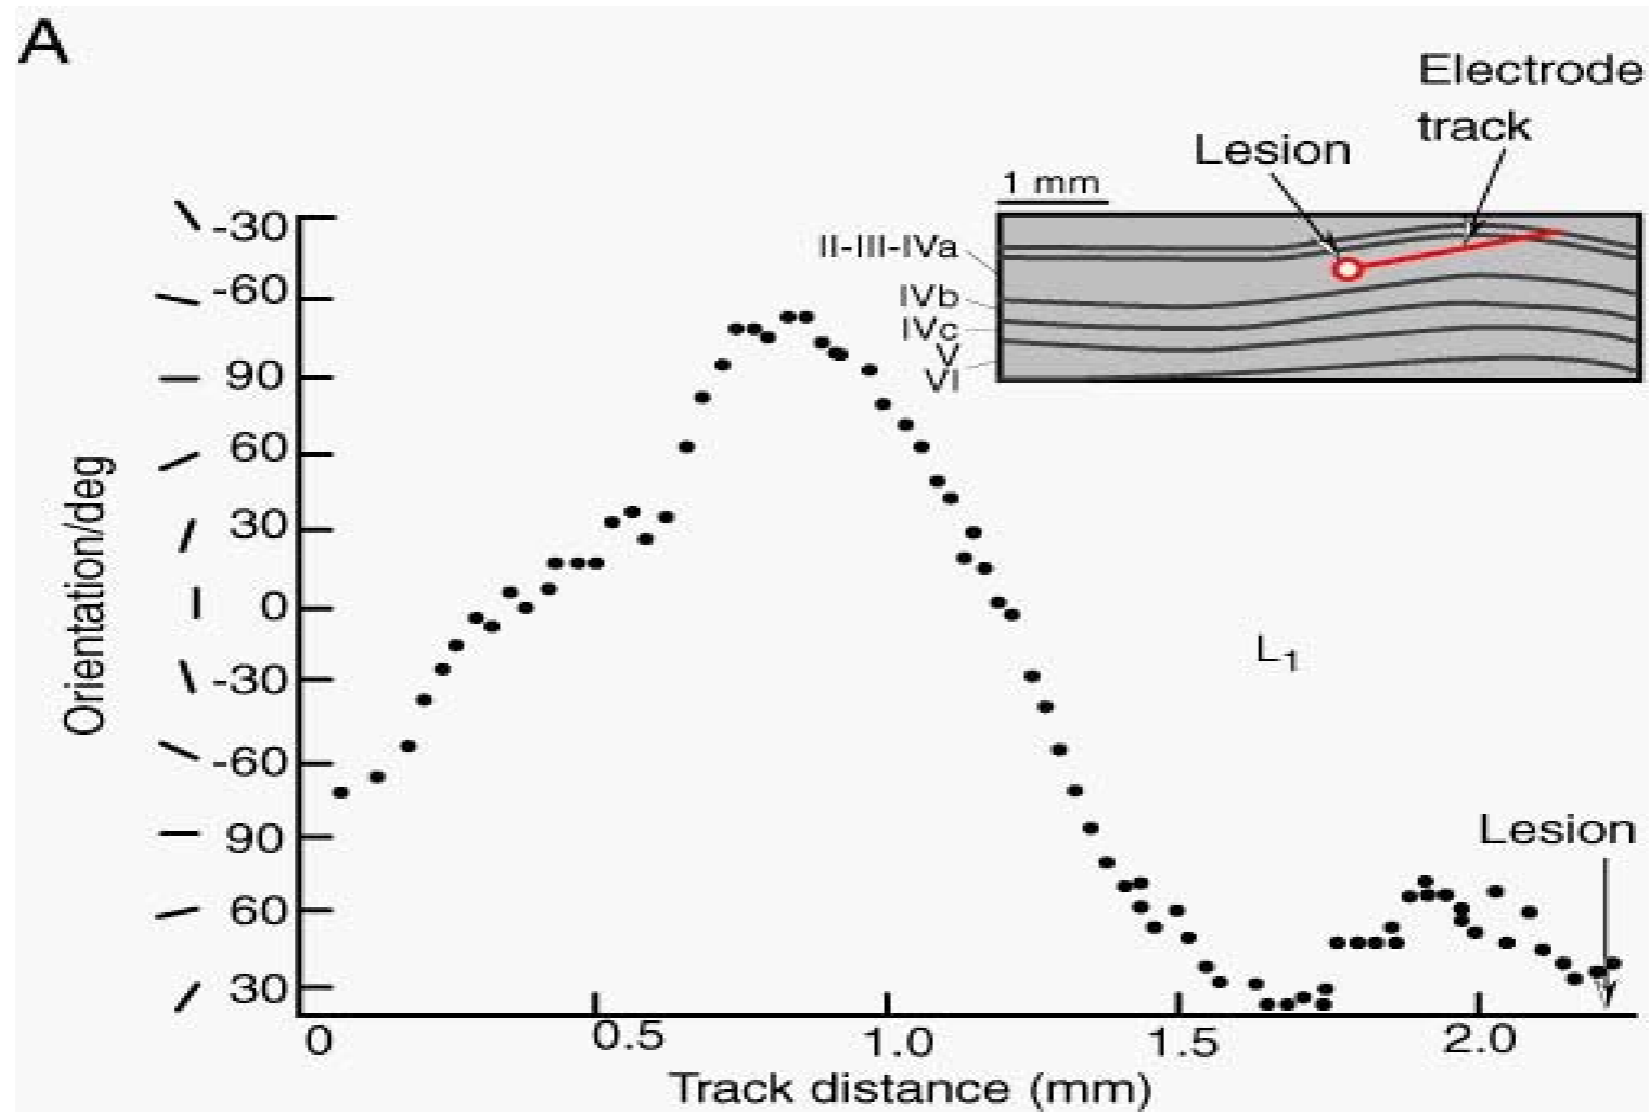 A
Electrode
track
Lesion
1 mm
II-III-IVa
IVb
IVc
V
VI
Orientation/deg
-30
-60
90
60
30
0
-30
-60
90
60
30
L1
Lesion
0 0.5 1.0 1.5 2.0
Track distance (mm)